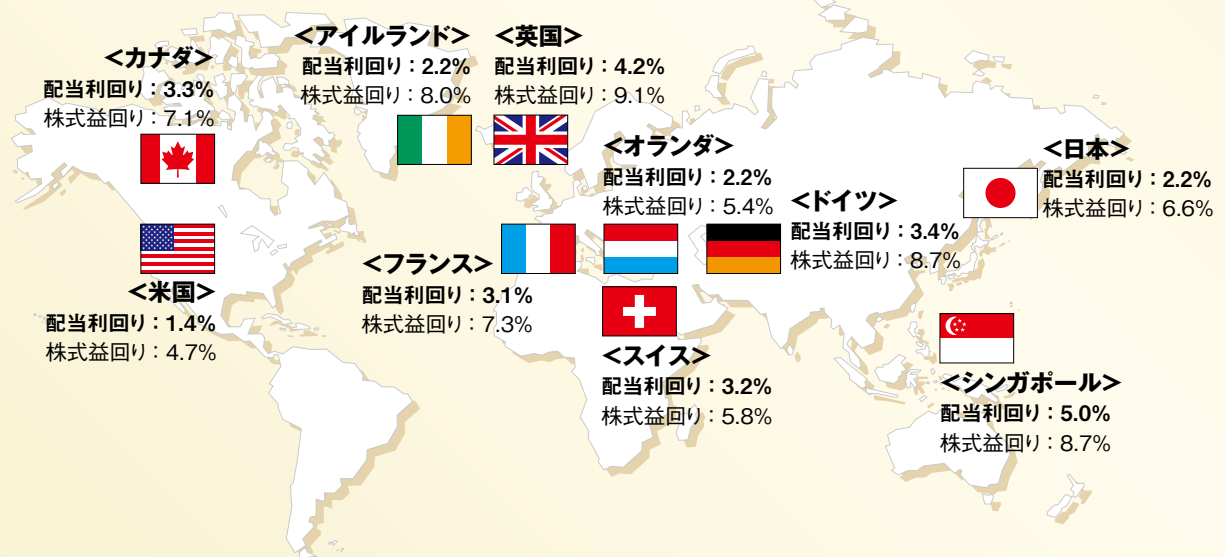 <カナダ>
配当利回り：3.3%
株式益回り：7.1%
<アイルランド>
配当利回り：2.2%
株式益回り：8.0%
<英国>
配当利回り：4.2%
株式益回り：9.1%
<オランダ>
配当利回り：2.2%
株式益回り：5.4%
<ドイツ>
配当利回り：3.4%
株式益回り：8.7%
<日本>
配当利回り：2.2%
株式益回り：6.6%
<米国>
配当利回り：1.4%
株式益回り：4.7%
<フランス>
配当利回り：3.1%
株式益回り：7.3%
<スイス>
配当利回り：3.2%
株式益回り：5.8%
<シンガポール>
配当利回り：5.0%
株式益回り：8.7%